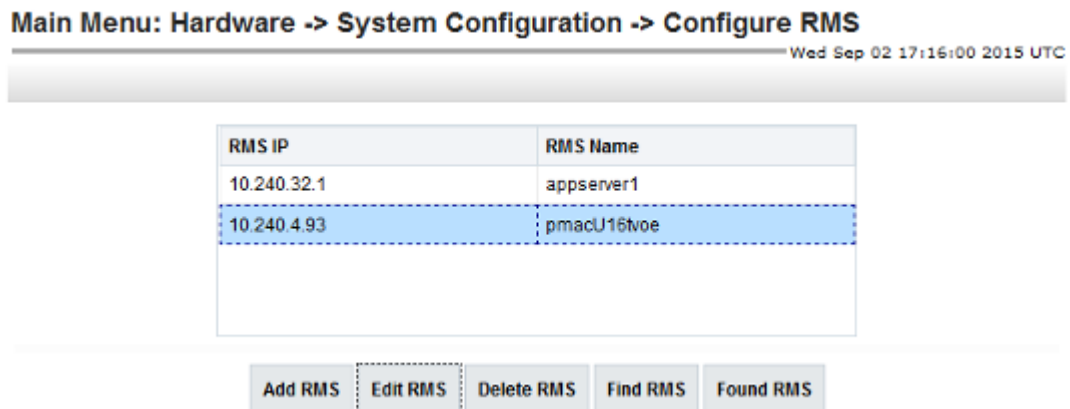 Main Menu: Hardware -> System Configuration -> Configure RMS
Wed Sep 02 17:16:00 2015 UTC
RMS IP RMS Name
10.240.32.1 appserver1
10.240.4.93 pmacU16tvoe
Add RMS Edit RMS Delete RMS Find RMS Found RMS